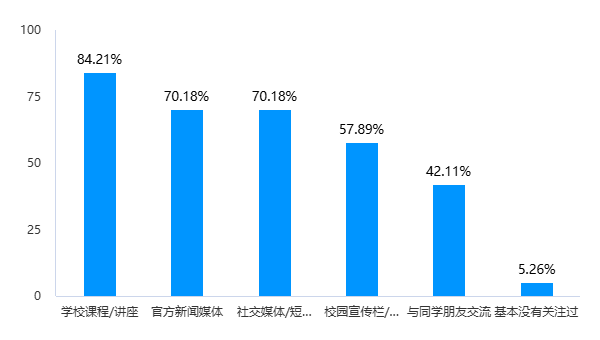 100
84.21%
70.18%
70.18%
75
57.89%
50
42.11%
25
5.26%
0
学校课程/讲座
官方新闻媒体
社交媒体/短...
校园宣传栏/...
与同学朋友交流
基本没有关注过